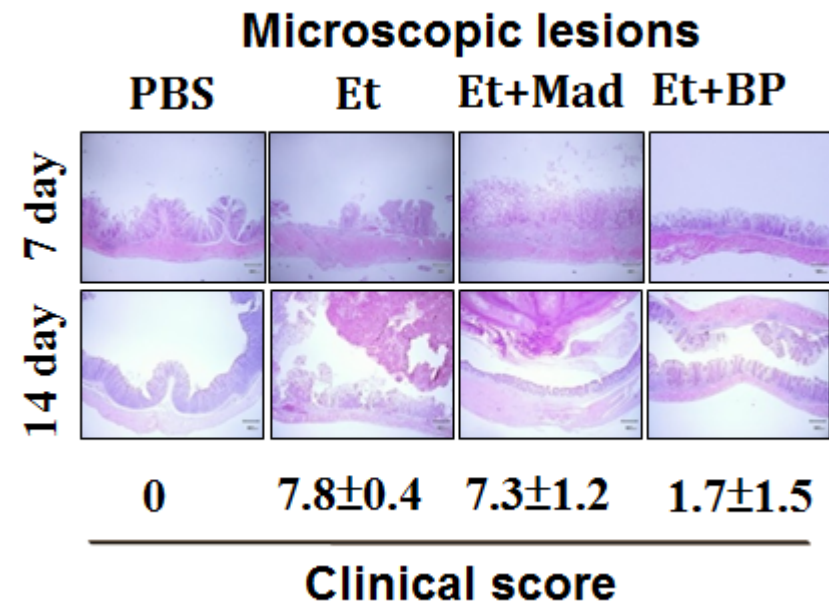 Microscopic lesions
PBS Et Et+Mad Et+BP
7 day
14 day
0 7.8±0.4 7.3±1.2 1.7±1.5
Clinical score